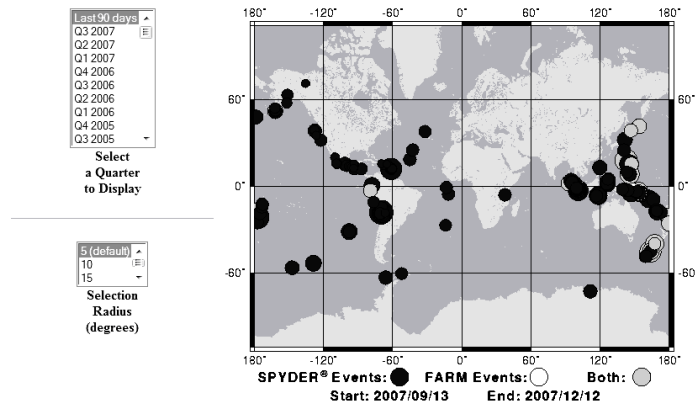 Last 90 days
Q3 2007
Q2 2007
Q1 2007
Q4 2006
Q3 2006
Q2 2006
Q1 2006
Q4 2005
Q3 2005
Select
a Quarter
to Display
5 (default)
10
15
Selection
Radius
(degrees)
180° -120° -60° 0° 60° 120° 180°
60° 60°
0° 0°
-60° -60
180° -120° -60° 0° 60° 120° 180°
SPYDER® Events: FARM Events: Both:
Start: 2007/09/13 End: 2007/12/12